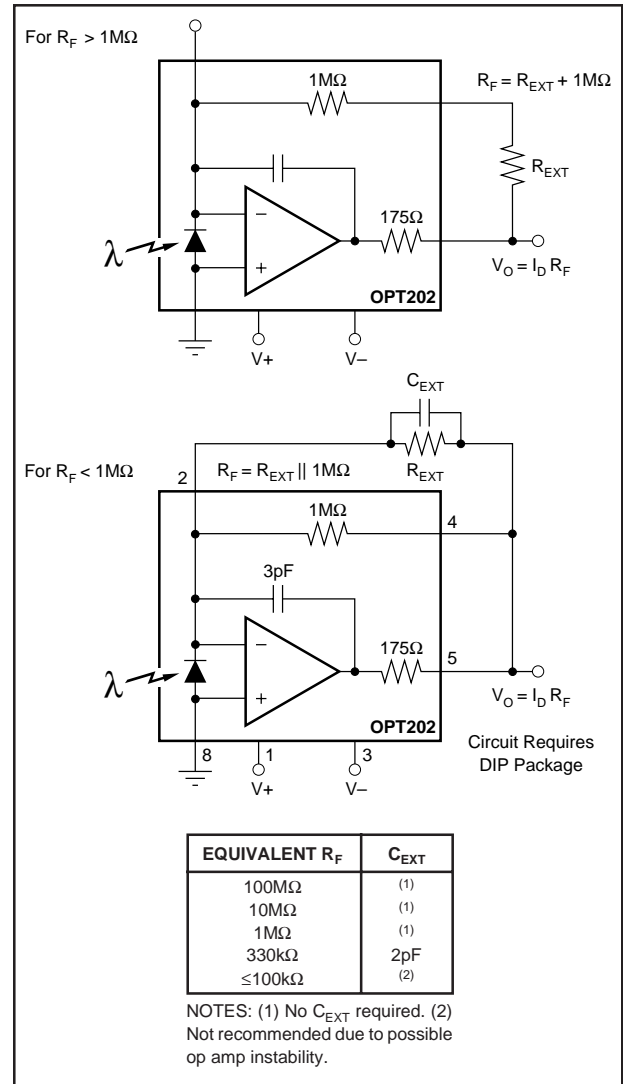 For R_F > 1MΩ
1MΩ
R_F = R_EXT + 1MΩ
R_EXT
175Ω
λ
−
+
OPT202
V_O = I_D R_F
V+
V–
C_EXT
R_EXT
For R_F < 1MΩ
2
R_F = R_EXT || 1MΩ
1MΩ
4
3pF
175Ω
5
λ
−
+
OPT202
V_O = I_D R_F
8
1
3
V+
V–
Circuit Requires
DIP Package
EQUIVALENT R_F C_EXT
100MΩ (1)
10MΩ (1)
1MΩ (1)
330kΩ 2pF
≤100kΩ (2)
NOTES: (1) No C_EXT required. (2)
Not recommended due to possible
op amp instability.